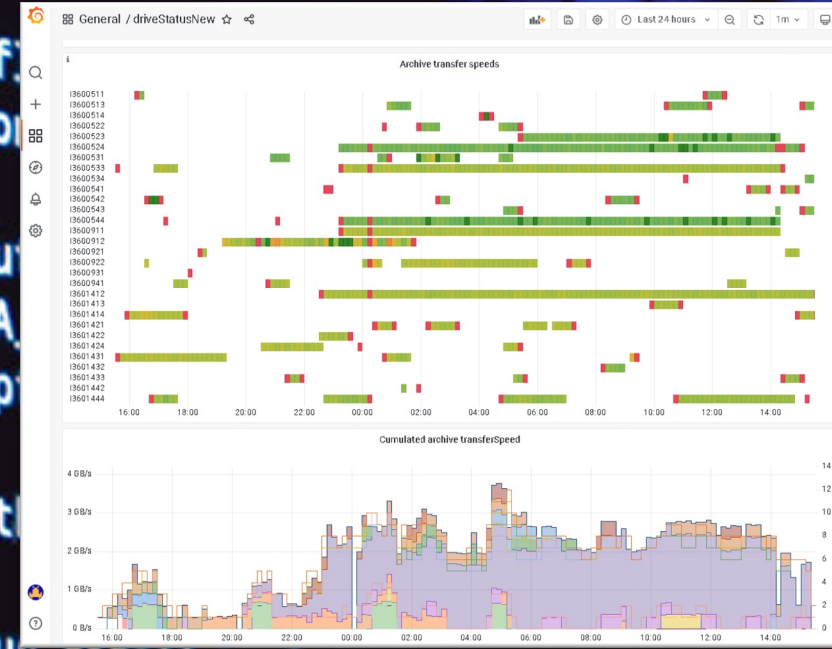 General / driveStatusNew
Last 24 hours
1m
i
Archive transfer speeds
I3600511
I3600513
I3600514
I3600522
I3600523
I3600524
I3600531
I3600533
I3600534
I3600541
I3600542
I3600543
I3600544
I3600911
I3600912
I3600921
I3600922
I3600931
I3600941
I3601412
I3601413
I3601414
I3601421
I3601422
I3601424
I3601431
I3601432
I3601433
I3601442
I3601444
16:00 18:00 20:00 22:00 00:00 02:00 04:00 06:00 08:00 10:00 12:00 14:00
Cumulated archive transferSpeed
4 GB/s 14
12
3 GB/s 10
2 GB/s 8
6
1 GB/s 4
2
0 B/s 0
16:00 18:00 20:00 22:00 00:00 02:00 04:00 06:00 08:00 10:00 12:00 14:00